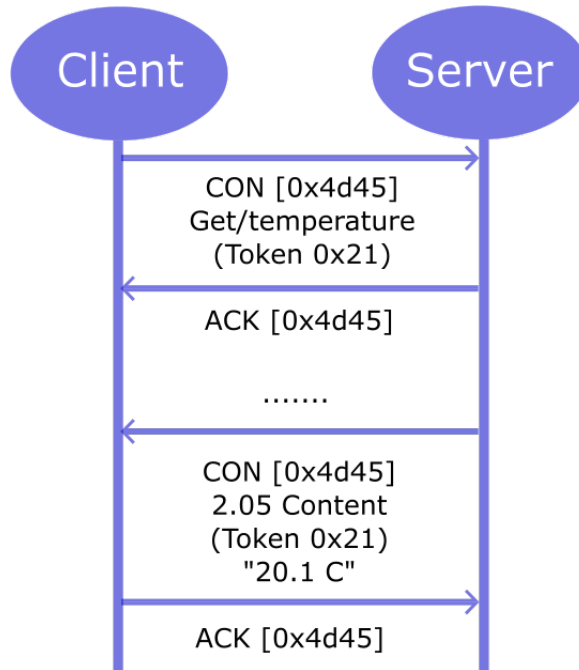 Client
Server
CON [0x4d45]
Get/temperature
(Token 0x21)
ACK [0x4d45]
.......
CON [0x4d45]
2.05 Content
(Token 0x21)
"20.1 C"
ACK [0x4d45]